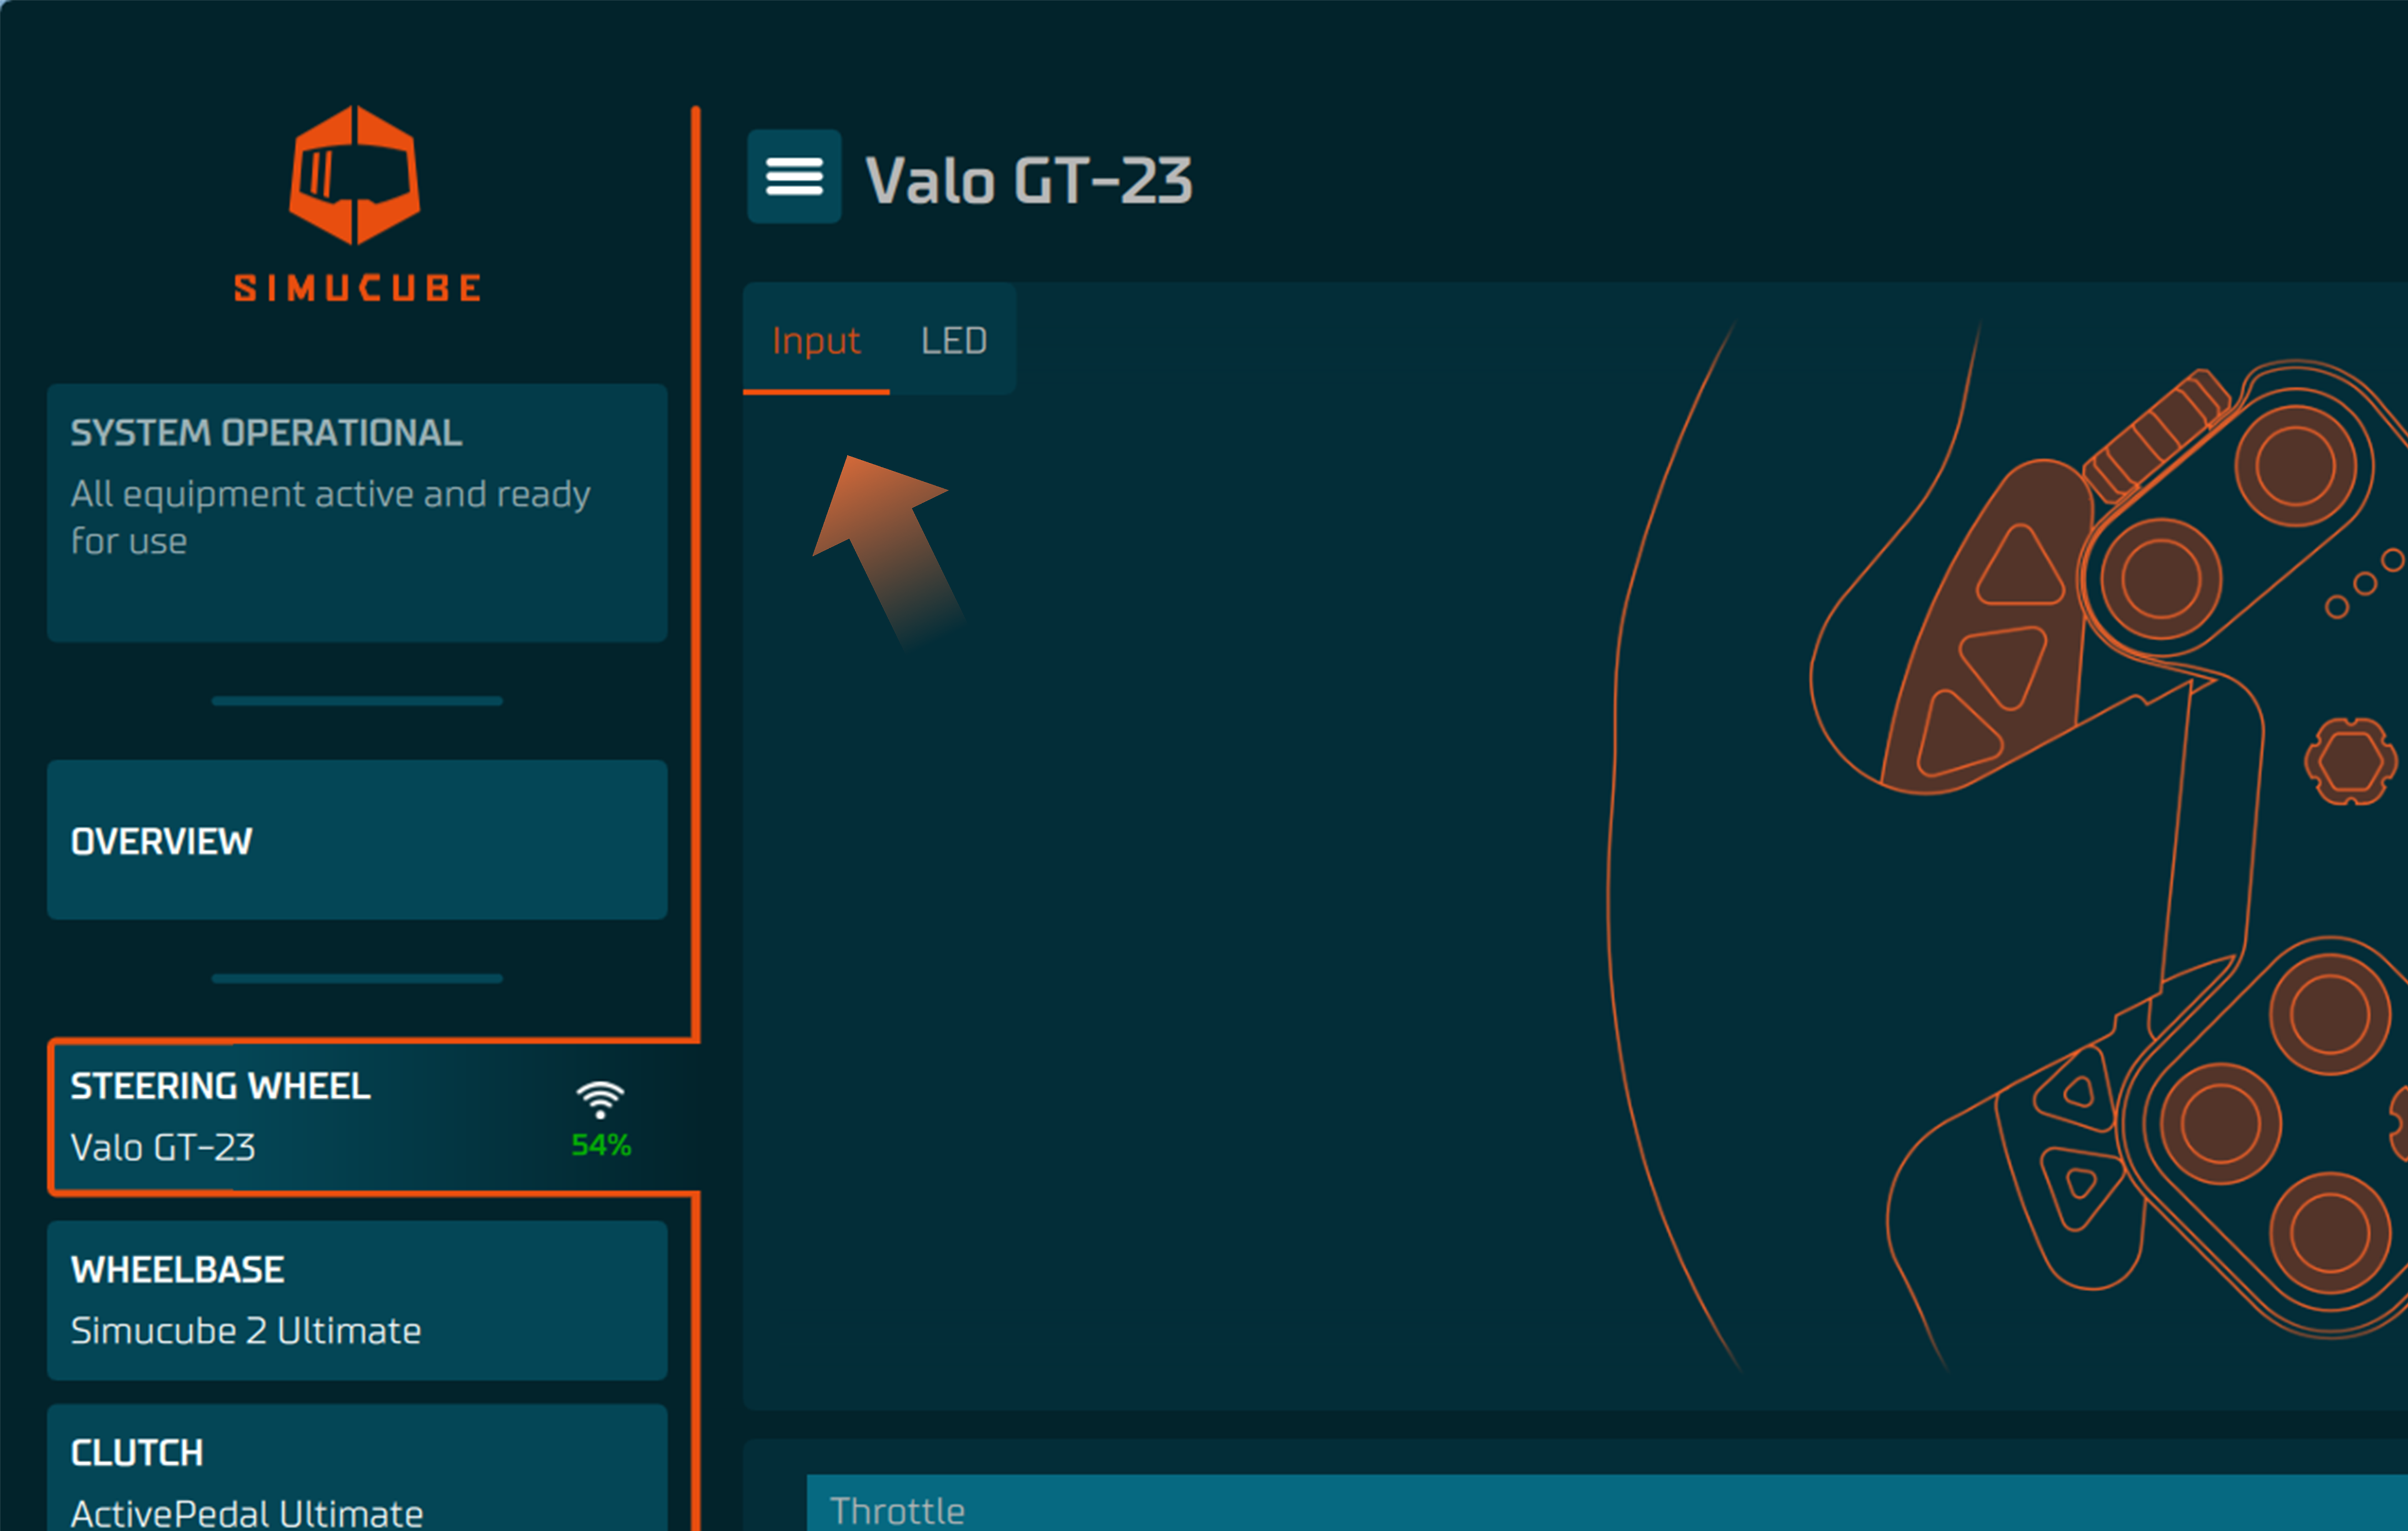 SIMUCUBE
SYSTEM OPERATIONAL
All equipment active and ready
for use
OVERVIEW
STEERING WHEEL
Valo GT-23
54%
WHEELBASE
Simucube 2 Ultimate
CLUTCH
ActivePedal Ultimate
Valo GT-23
Input LED
Throttle